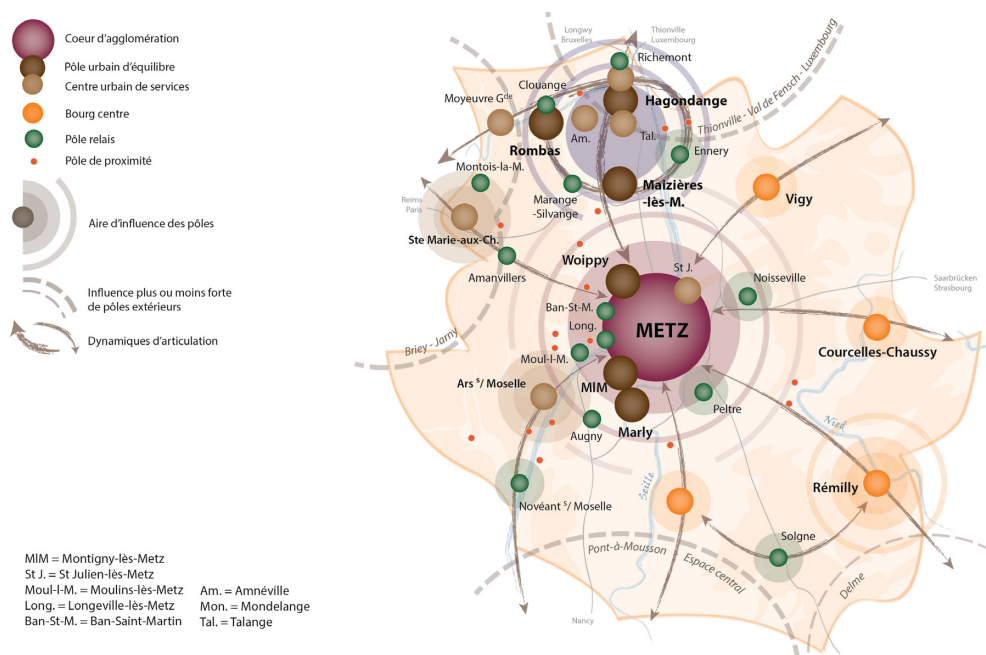 Coeur d'agglomération
Pôle urbain d'équilibre
Centre urbain de services
Bourg centre
Pôle relais
Pôle de proximité
Aire d'influence des pôles
Influence plus ou moins forte
de pôles extérieurs
Dynamiques d'articulation
MIM = Montigny-lès-Metz
St J. = St Julien-lès-Metz
Moul-l-M. = Moulins-lès-Metz
Long. = Longeville-lès-Metz
Ban-St-M. = Ban-Saint-Martin
Am. = Amnéville
Mon. = Mondelange
Tal. = Talange
Longwy
Bruxelles
Thionville
Luxembourg
Richemont
Clouange
Moyeuvre Gde
Hagondange
Thionville - Val de Fensch - Luxembourg
Am.
Tal.
Rombas
Ennery
Montois-la-M.
Marange
-Silvange
Maizières
-lès-M.
Vigy
Reims
Paris
Ste Marie-aux-Ch.
Woippy
St J.
Amanvillers
Noisseville
Saarbrücken
Strasbourg
Ban-St-M.
Long.
METZ
Briey - Jarny
Moul-l-M.
Courcelles-Chaussy
Ars s/ Moselle
MIM
Peltre
Marly
Augny
Nied
Seille
Rémilly
Novéant s/ Moselle
Solgne
Pont-à-Mousson
Espace central
Delme
Nancy